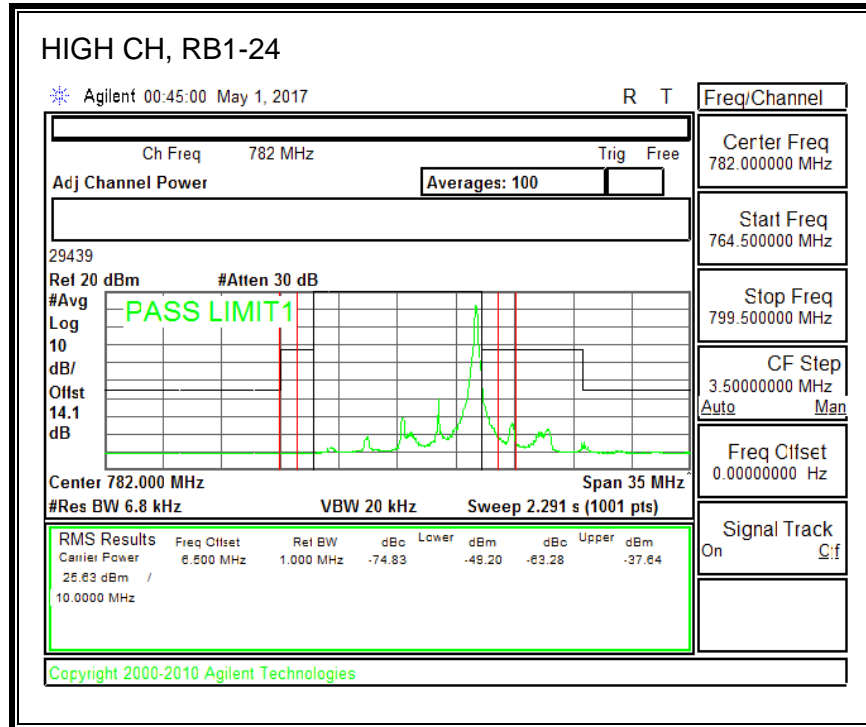 HIGH CH, RB1-24
Agilent 00:45:00 May 1, 2017 R T
Freq/Channel
Ch Freq 782 MHz Trig Free
Adj Channel Power Averages: 100
29439
Ref 20 dBm #Atten 30 dB
#Avg
Log
10
dB/
Offst
14.1
dB
PASS LIMIT1
Center 782.000 MHz Span 35 MHz
#Res BW 6.8 kHz VBW 20 kHz Sweep 2.291 s (1001 pts)
RMS Results Freq Offset Ref BW dBc Lower dBm dBc Upper dBm
Carrier Power 6.500 MHz 1.000 MHz -74.83 -49.20 -63.28 -37.64
25.63 dBm /
10.0000 MHz
Center Freq
782.000000 MHz
Start Freq
764.500000 MHz
Stop Freq
799.500000 MHz
CF Step
3.50000000 MHz
Auto Man
Freq Offset
0.00000000 Hz
Signal Track
On Off
Copyright 2000-2010 Agilent Technologies